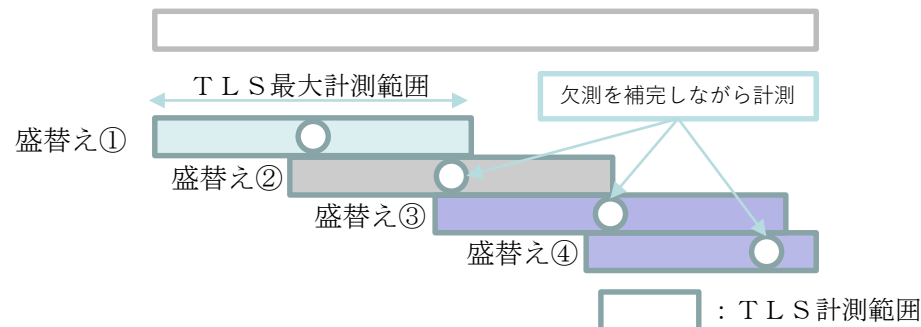 ＴＬＳ最大計測範囲
欠測を補完しながら計測
盛替え①
盛替え②
盛替え③
盛替え④
：ＴＬＳ計測範囲